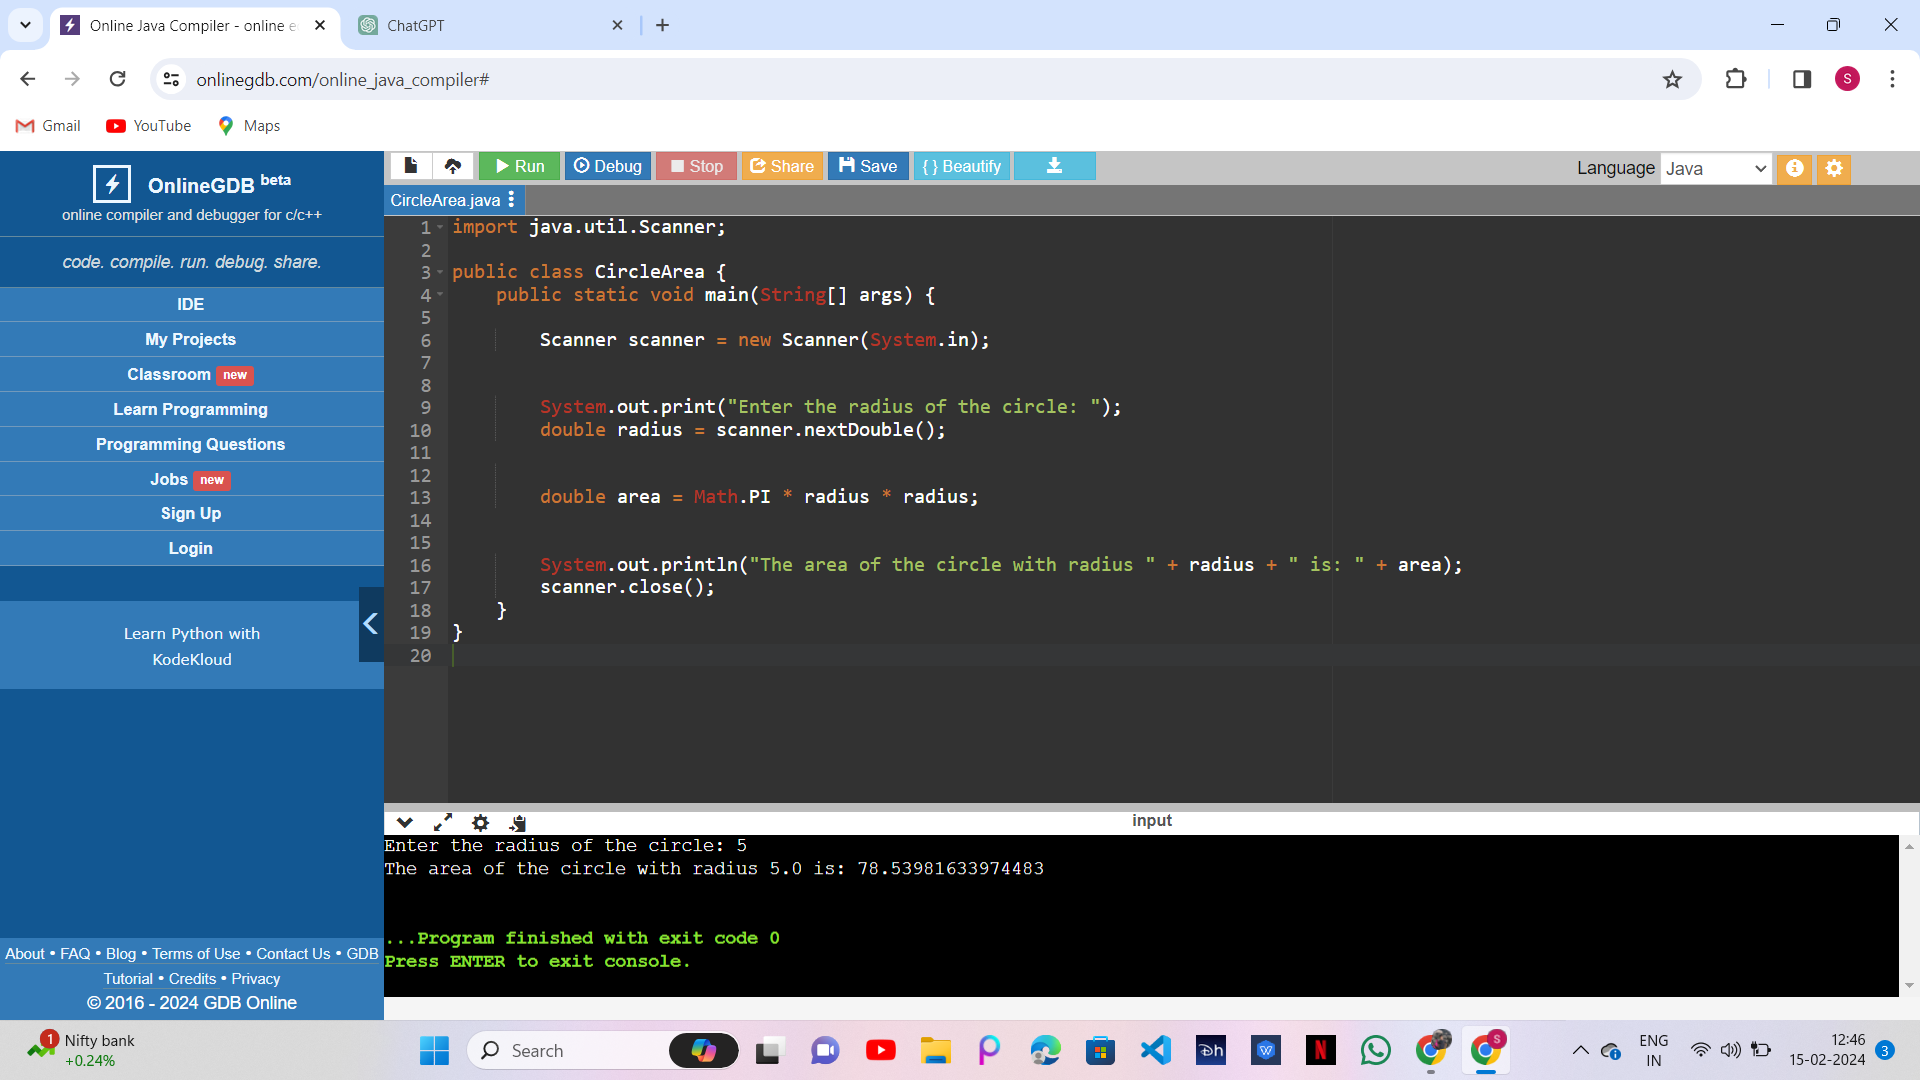 Online Java Compiler - online e
ChatGPT
onlinegdb.com/online_java_compiler#
S
Gmail
YouTube
Maps
OnlineGDB beta
online compiler and debugger for c/c++
code. compile. run. debug. share.
IDE
My Projects
Classroom new
Learn Programming
Programming Questions
Jobs new
Sign Up
Login
Learn Python with
KodeKloud
About • FAQ • Blog • Terms of Use • Contact Us • GDB
Tutorial • Credits • Privacy
© 2016 - 2024 GDB Online
Run
Debug
Stop
Share
Save
{ } Beautify
Language Java
CircleArea.java
1 import java.util.Scanner;
2
3 public class CircleArea {
4 public static void main(String[] args) {
5
6 Scanner scanner = new Scanner(System.in);
7
8
9 System.out.print("Enter the radius of the circle: ");
10 double radius = scanner.nextDouble();
11
12
13 double area = Math.PI * radius * radius;
14
15
16 System.out.println("The area of the circle with radius " + radius + " is: " + area);
17 scanner.close();
18 }
19 }
20
input
Enter the radius of the circle: 5
The area of the circle with radius 5.0 is: 78.53981633974483
...Program finished with exit code 0
Press ENTER to exit console.
1
Nifty bank
+0.24%
Search
P
Dh
W
N
S
ENG
IN
12:46
15-02-2024
3